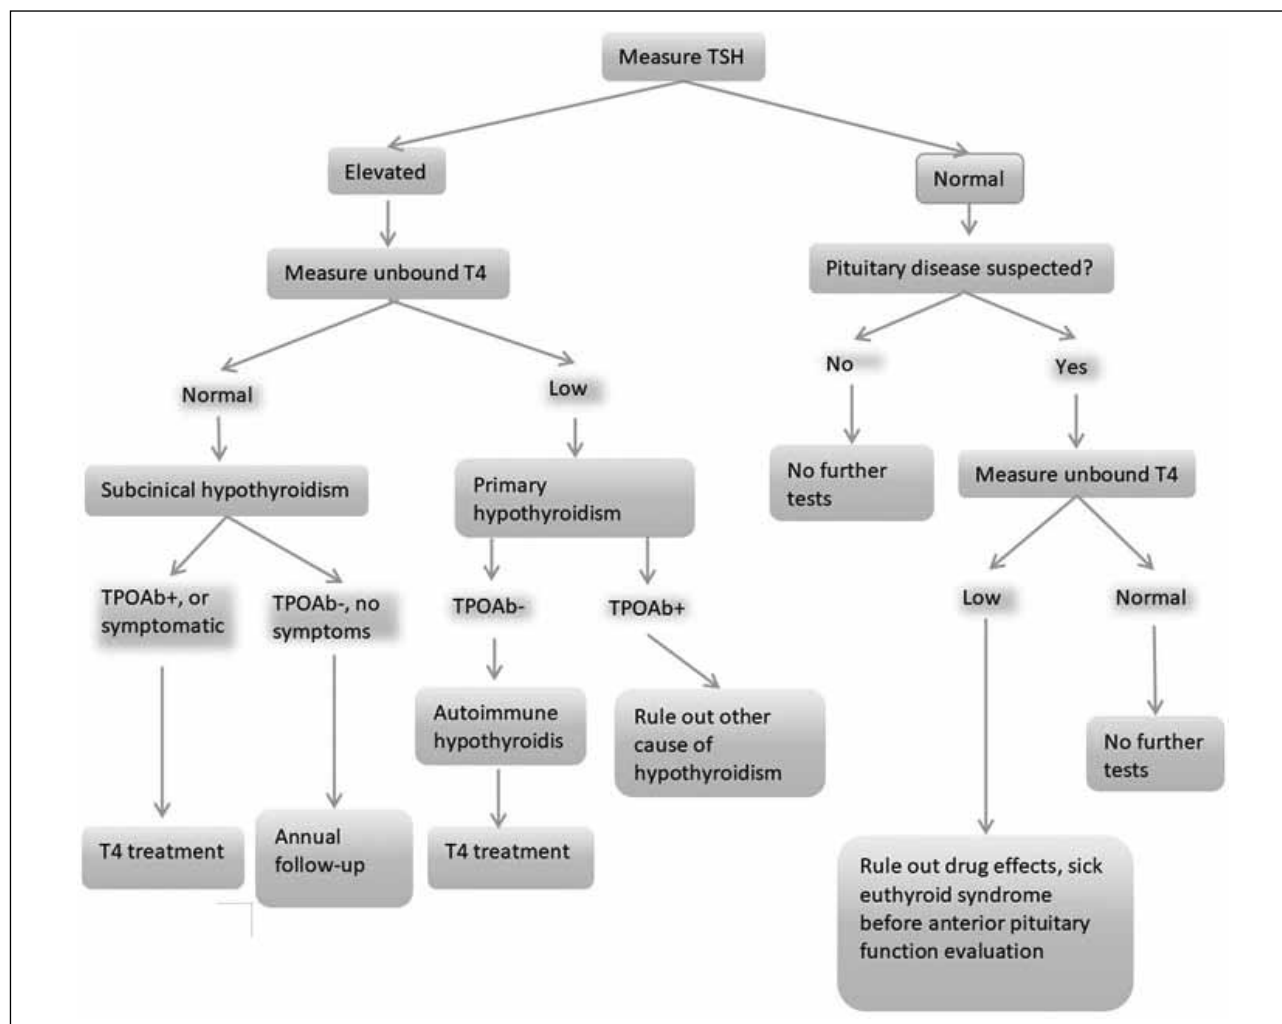 Measure TSH
Elevated
Normal
Measure unbound T4
Pituitary disease suspected?
Normal
Low
No
Yes
Subcinical hypothyroidism
Primary
hypothyroidism
No further
tests
Measure unbound T4
TPOAb+, or
symptomatic
TPOAb-, no
symptoms
TPOAb-
TPOAb+
Low
Normal
Autoimmune
hypothyroidis
Rule out other
cause of
hypothyroidism
No further
tests
T4 treatment
Annual
follow-up
T4 treatment
Rule out drug effects, sick
euthyroid syndrome
before anterior pituitary
function evaluation